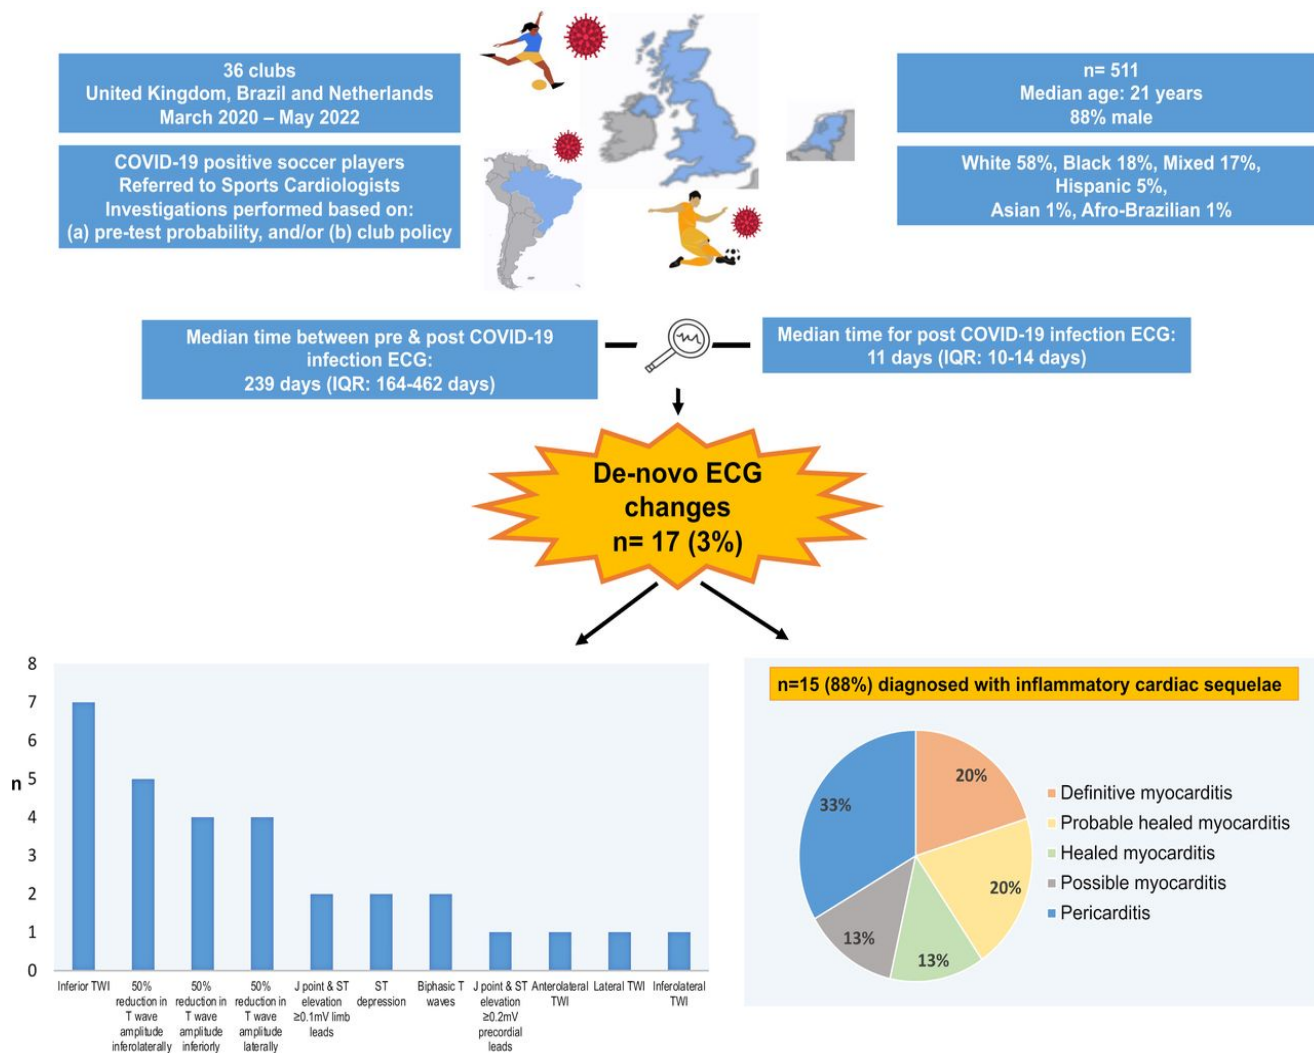 36 clubs
United Kingdom, Brazil and Netherlands
March 2020 – May 2022
COVID-19 positive soccer players
Referred to Sports Cardiologists
Investigations performed based on:
(a) pre-test probability, and/or (b) club policy
n= 511
Median age: 21 years
88% male
White 58%, Black 18%, Mixed 17%,
Hispanic 5%,
Asian 1%, Afro-Brazilian 1%
Median time between pre & post COVID-19
infection ECG:
239 days (IQR: 164-462 days)
Median time for post COVID-19 infection ECG:
11 days (IQR: 10-14 days)
De-novo ECG
changes
n= 17 (3%)
8
7
6
5
4
3
2
1
0
n
Inferior TWI
50%
reduction in
T wave
amplitude
inferolaterally
50%
reduction in
T wave
amplitude
inferiorly
50%
reduction in
T wave
amplitude
laterally
J point & ST
elevation
≥0.1mV limb
leads
ST
depression
Biphasic T
waves
J point & ST
elevation
≥0.2mV
precordial
leads
Anterolateral
TWI
Lateral TWI
Inferolateral
TWI
n=15 (88%) diagnosed with inflammatory cardiac sequelae
20%
20%
13%
13%
33%
Definitive myocarditis
Probable healed myocarditis
Healed myocarditis
Possible myocarditis
Pericarditis